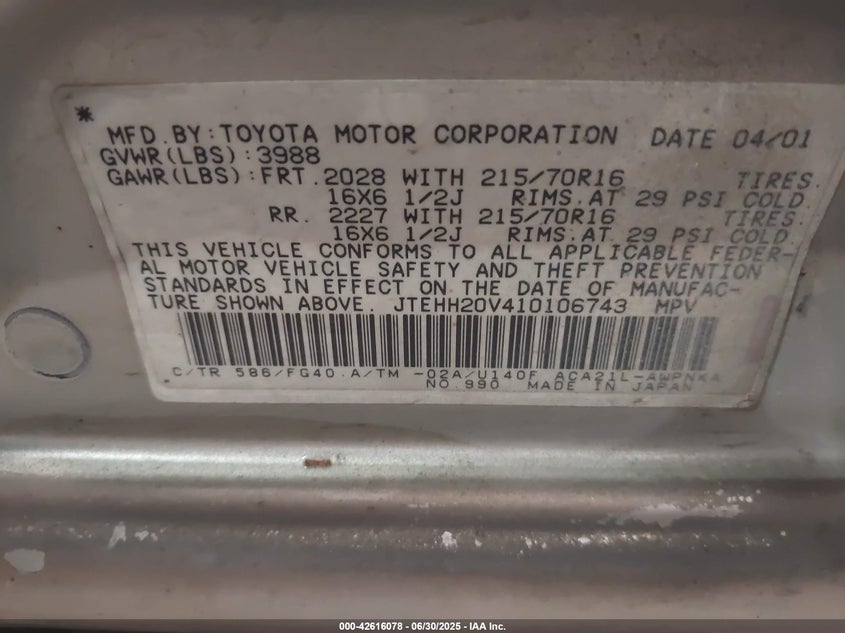 *
MFD.BY:TOYOTA MOTOR CORPORATION DATE 04/01
GVWR(LBS):3988
GAWR(LBS):FRT.2028 WITH 215/70R16 TIRES.
16X6 1/2J RIMS.AT 29 PSI COLD
RR. 2227 WITH 215/70R16 TIRES.
16X6 1/2J RIMS.AT 29 PSI COLD.
THIS VEHICLE CONFORMS TO ALL APPLICABLE FEDER-
AL MOTOR VEHICLE SAFETY AND THEFT PREVENTION
STANDARDS IN EFFECT ON THE DATE OF MANUFAC-
TURE SHOWN ABOVE. JTEHH20V410106743 MPV
C/TR 586/FG40.A/TM -02A/U140F ACA21L-AWPNKA
NO.990 MADE IN JAPAN
000-42616078 - 06/30/2025 - IAA Inc.